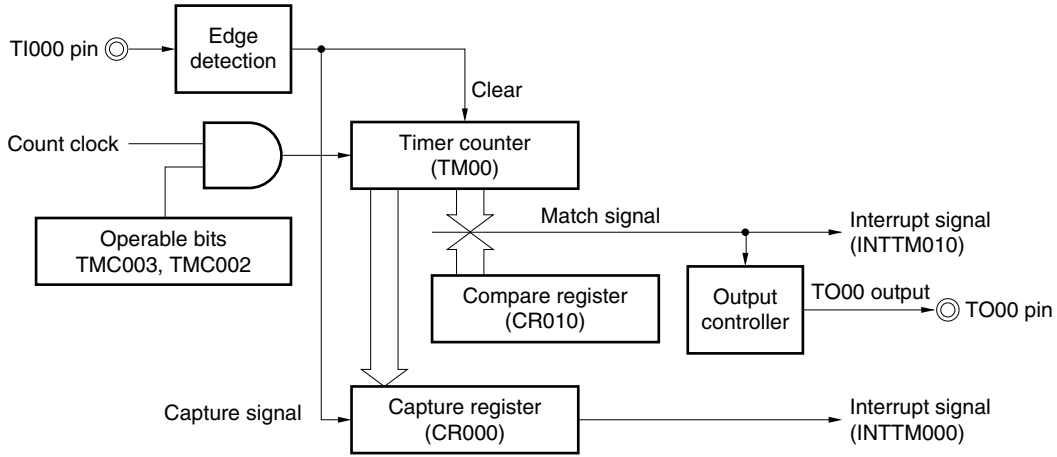 TI000 pin
Edge
detection
Clear
Count clock
Timer counter
(TM00)
Operable bits
TMC003, TMC002
Match signal
Interrupt signal
(INTTM010)
Compare register
(CR010)
Output
controller
TO00 output
TO00 pin
Capture signal
Capture register
(CR000)
Interrupt signal
(INTTM000)